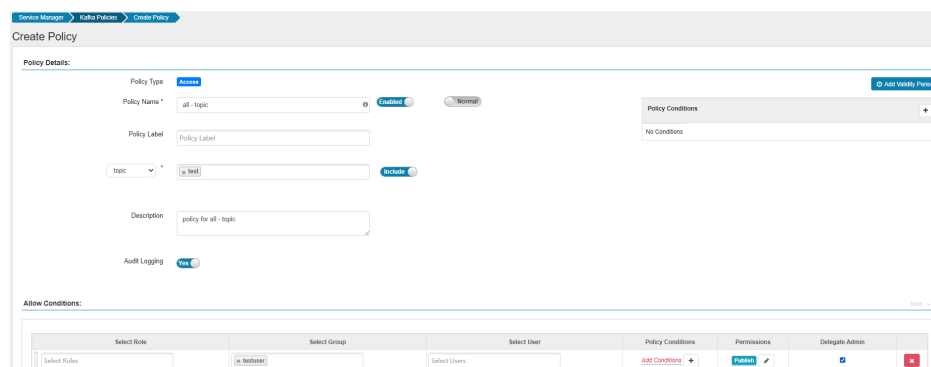 Service Manager Kafka Policies Create Policy
Create Policy
Policy Details:
Policy Type Access
Add Validity Perio
Policy Name * all - topic Enabled Normal
Policy Conditions
No Conditions
Policy Label Policy Label
topic * test Include
Description policy for all - topic
Audit Logging Yes
Allow Conditions:
Select Role Select Group Select User Policy Conditions Permissions Delegate Admin
Select Roles testuser Select Users Add Conditions + Publish